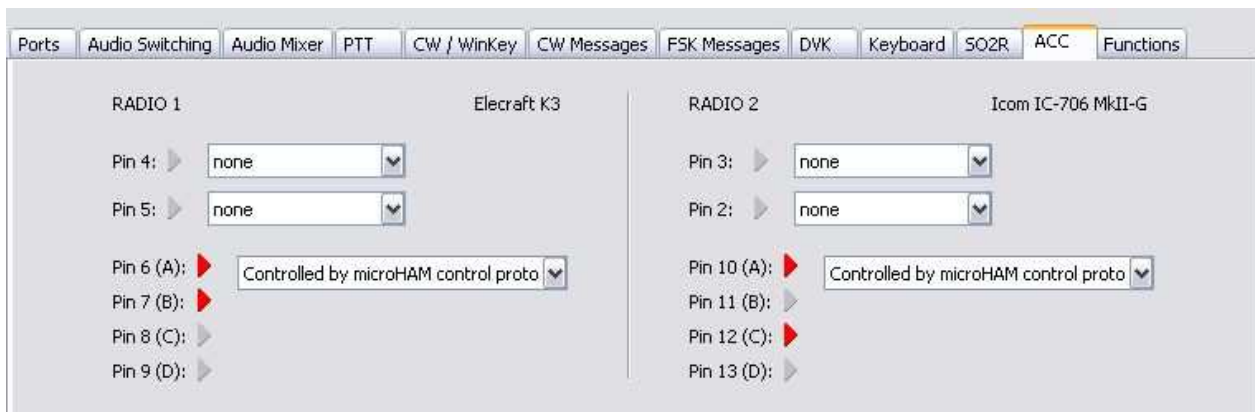 Ports Audio Switching Audio Mixer PTT CW / WinKey CW Messages FSK Messages DVK Keyboard SO2R ACC Functions
RADIO 1 Elecraft K3 RADIO 2 Icom IC-706 MkII-G
Pin 4: none Pin 3: none
Pin 5: none Pin 2: none
Pin 6 (A): Controlled by microHAM control proto Pin 10 (A): Controlled by microHAM control proto
Pin 7 (B): Pin 11 (B):
Pin 8 (C): Pin 12 (C):
Pin 9 (D): Pin 13 (D):